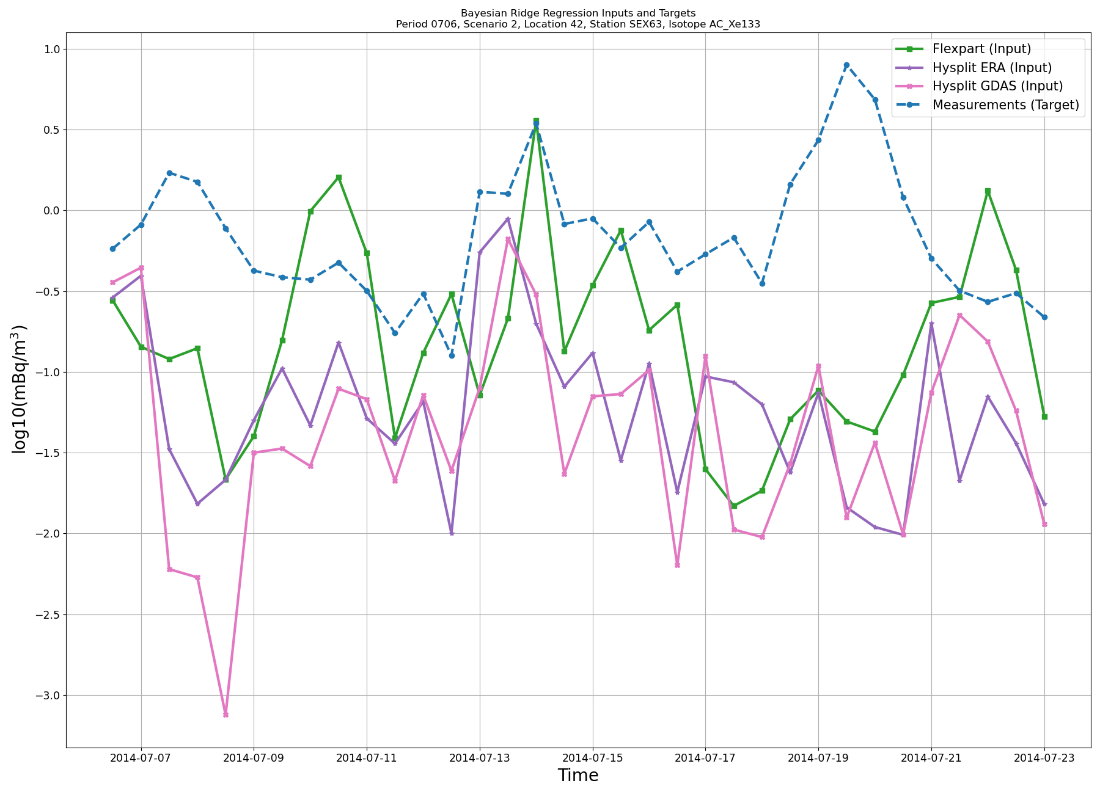 Bayesian Ridge Regression Inputs and Targets
Period 0706, Scenario 2, Location 42, Station SEX63, Isotope AC_Xe133
Flexpart (Input)
Hysplit ERA (Input)
Hysplit GDAS (Input)
Measurements (Target)
log10(mBq/m³)
1.0
0.5
0.0
−0.5
−1.0
−1.5
−2.0
−2.5
−3.0
2014-07-07 2014-07-09 2014-07-11 2014-07-13 2014-07-15 2014-07-17 2014-07-19 2014-07-21 2014-07-23
Time